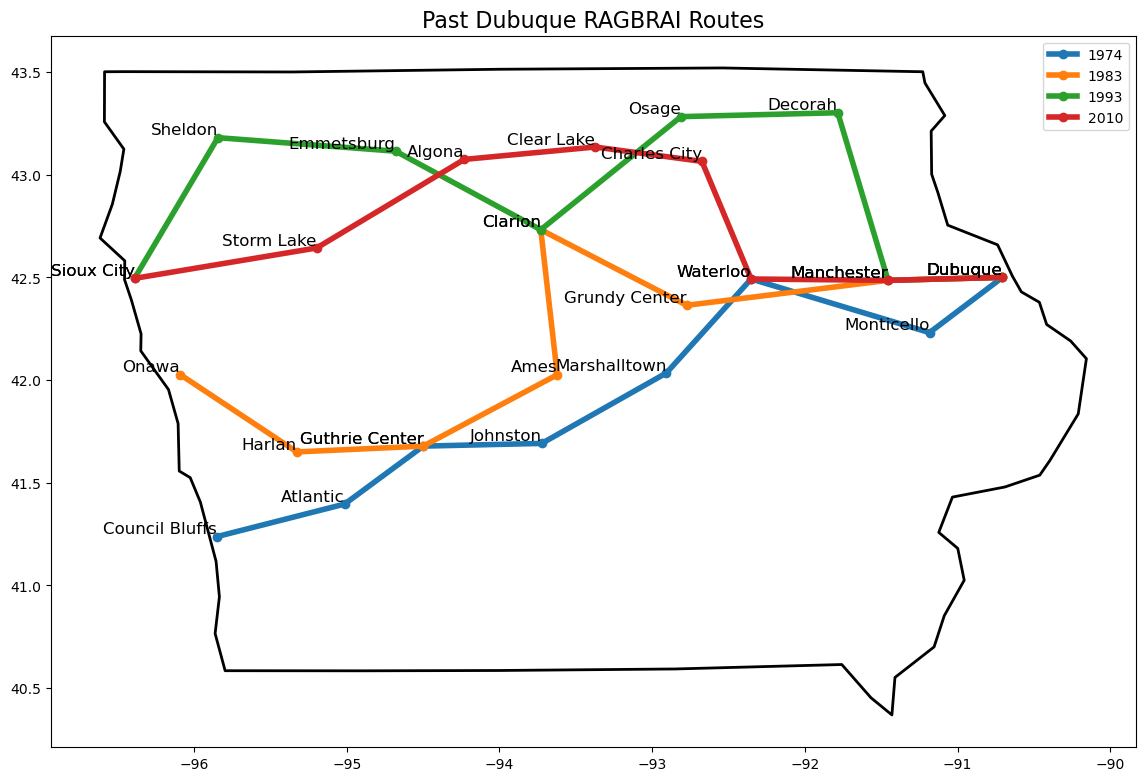 Past Dubuque RAGBRAI Routes
1974
1983
1993
2010
43.5
43.0
42.5
42.0
41.5
41.0
40.5
Osage
Decorah
Sheldon
Emmetsburg
Clear Lake
Algona
Charles City
Clarion
Storm Lake
Sioux City
Waterloo
Manchester
Dubuque
Grundy Center
Monticello
Onawa
Ames
Marshalltown
Harlan
Guthrie Center
Johnston
Atlantic
Council Bluffs
−96
−95
−94
−93
−92
−91
−90